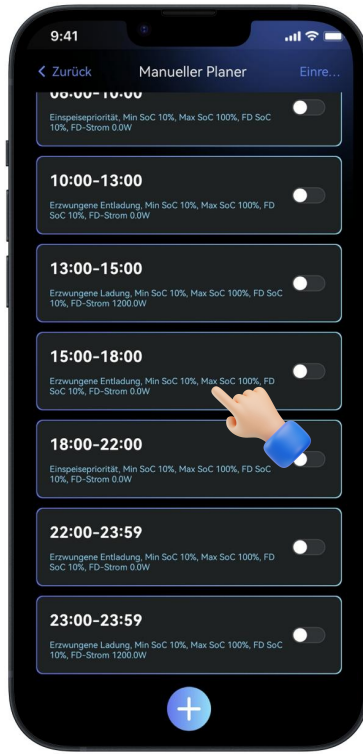 9:41
Zurück
Manueller Planer
Einre...
06:00-10:00
Einspeisepriorität, Min SoC 10%, Max SoC 100%, FD SoC
10%, FD-Strom 0.0W
10:00-13:00
Erzwungene Entladung, Min SoC 10%, Max SoC 100%, FD
SoC 10%, FD-Strom 0.0W
13:00-15:00
Erzwungene Ladung, Min SoC 10%, Max SoC 100%, FD SoC
10%, FD-Strom 1200.0W
15:00-18:00
Erzwungene Entladung, Min SoC 10%, Max SoC 100%, FD
SoC 10%, FD-Strom 0.0W
18:00-22:00
Einspeisepriorität, Min SoC 10%, Max SoC 100%, FD SoC
10%, FD-Strom 0.0W
22:00-23:59
Erzwungene Entladung, Min SoC 10%, Max SoC 100%, FD
SoC 10%, FD-Strom 0.0W
23:00-23:59
Erzwungene Ladung, Min SoC 10%, Max SoC 100%, FD SoC
10%, FD-Strom 1200.0W